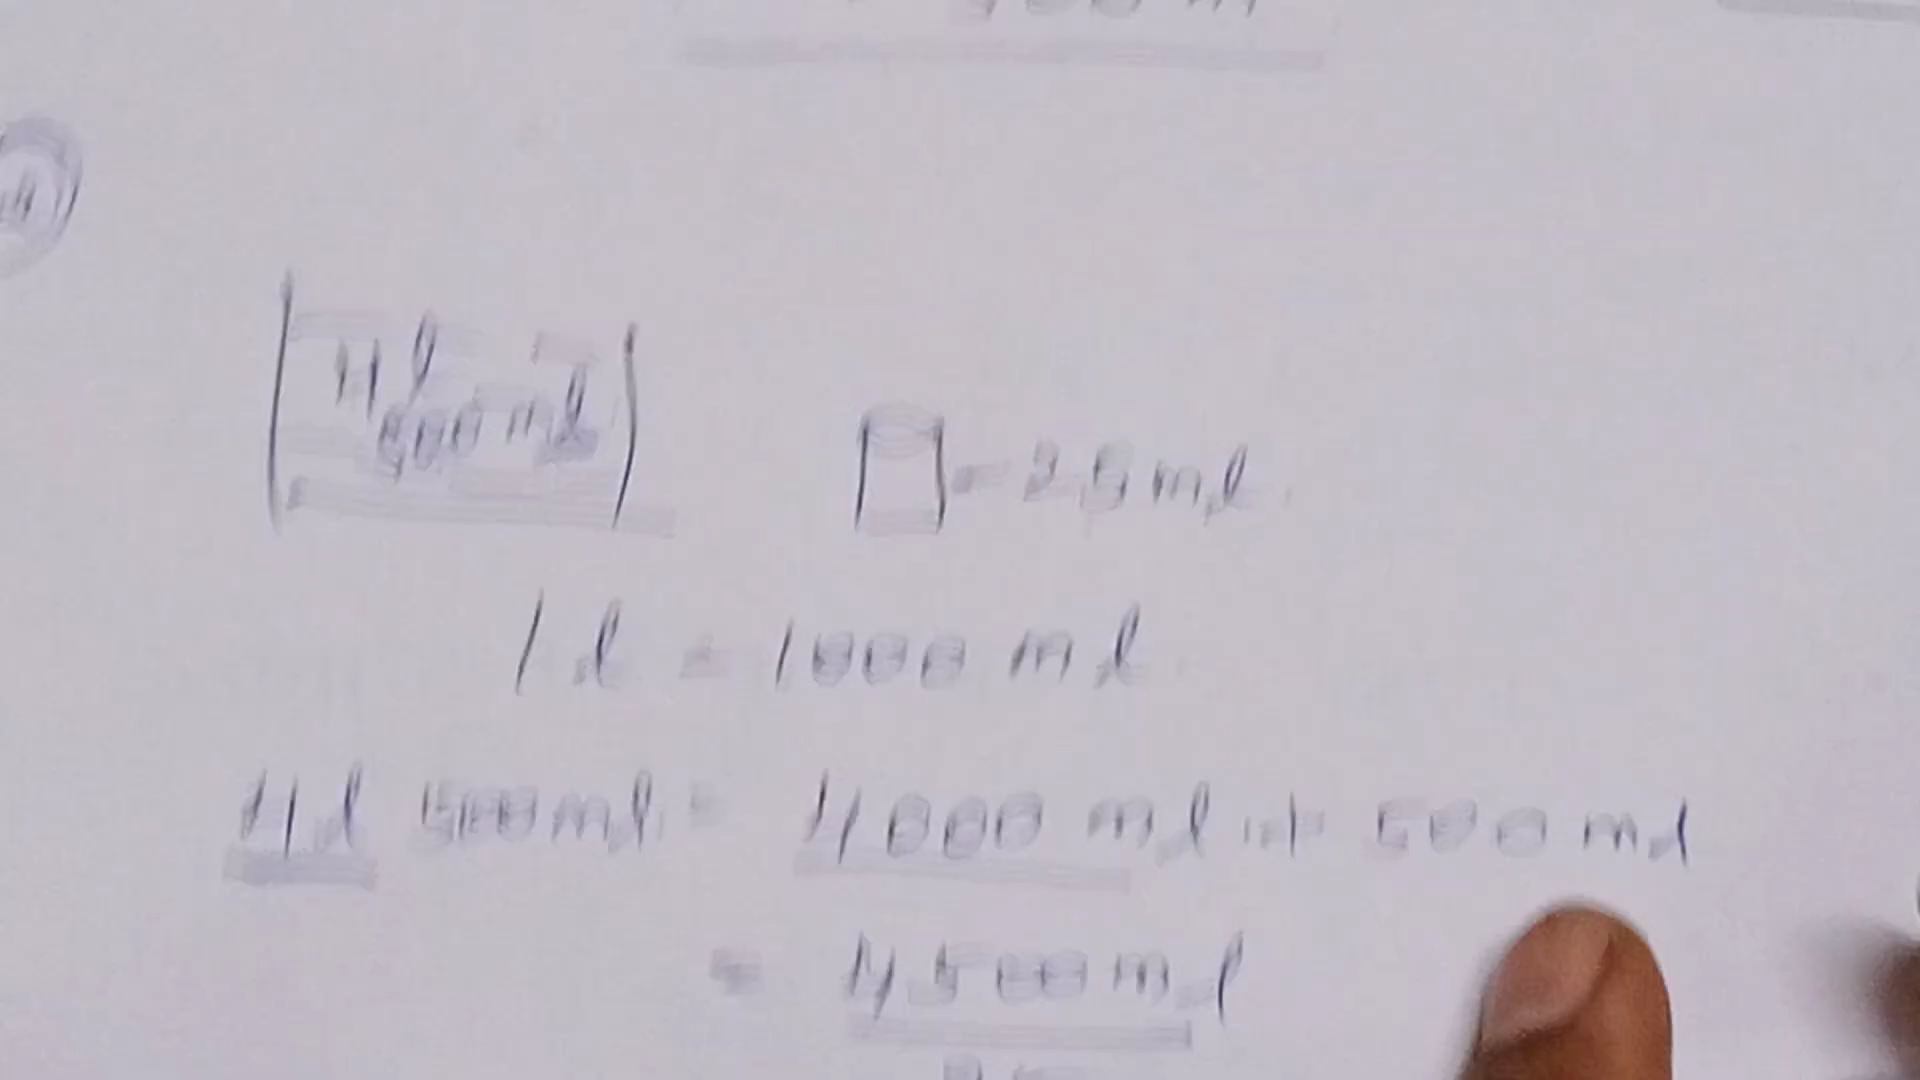 4 l
500 ml
= 25 ml
1 l = 1000 ml
4 l 500 ml = 4000 ml + 500 ml
= 4500 ml